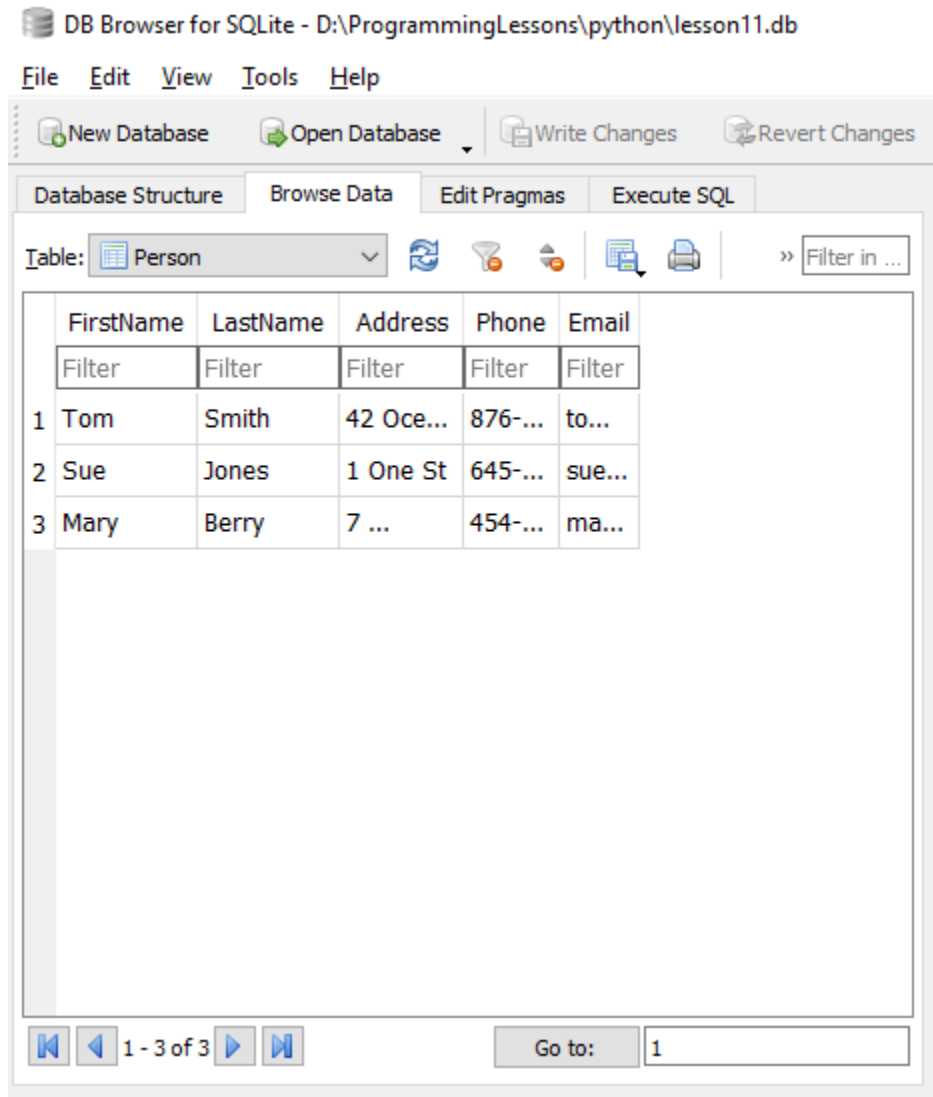 DB Browser for SQLite - D:\ProgrammingLessons\python\lesson11.db
File Edit View Tools Help
New Database Open Database Write Changes Revert Changes
Database Structure Browse Data Edit Pragmas Execute SQL
Table: Person » Filter in ...
FirstName LastName Address Phone Email
Filter Filter Filter Filter Filter
1 Tom Smith 42 Oce... 876-... to...
2 Sue Jones 1 One St 645-... sue...
3 Mary Berry 7 ... 454-... ma...
1 - 3 of 3 Go to: 1